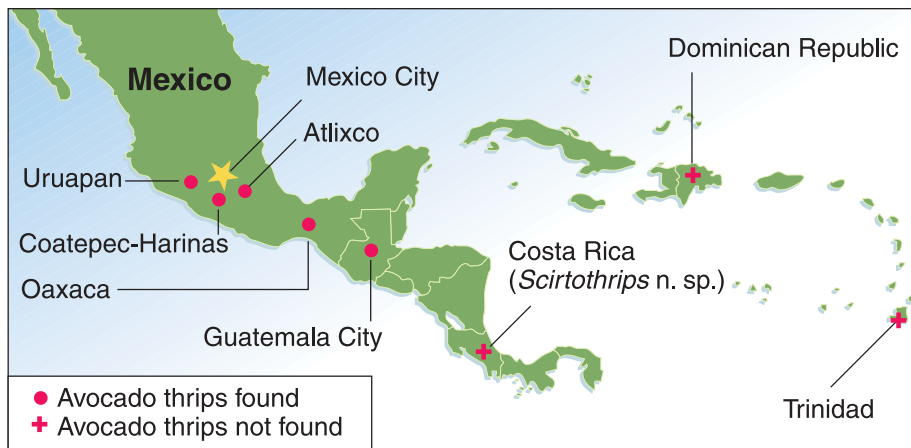 Dominican Republic
Mexico
Mexico City
Atlixco
Uruapan
Coatepec-Harinas
Oaxaca
Costa Rica
(Scirtothrips n. sp.)
Guatemala City
Trinidad
Avocado thrips found
Avocado thrips not found